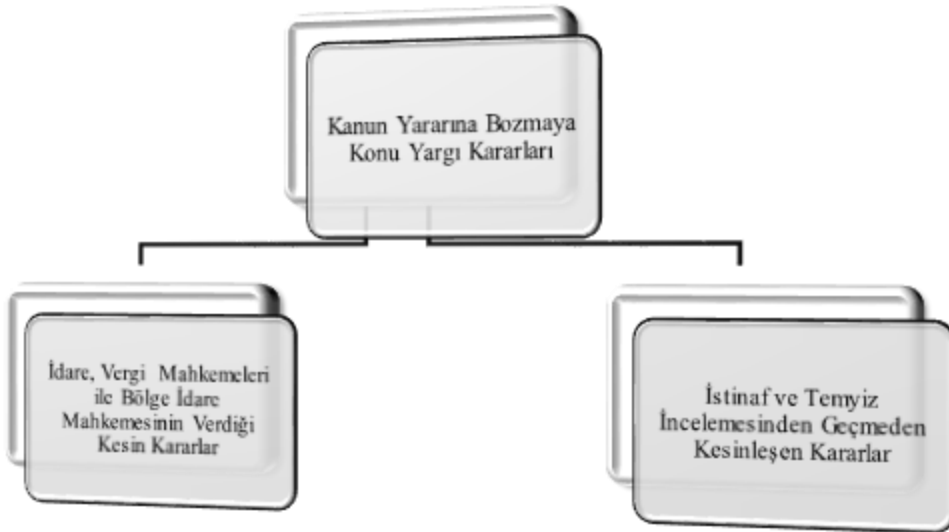 Kanun Yararına Bozmaya
Konu Yargı Kararları
İdare, Vergi Mahkemeleri
ile Bölge İdare
Mahkemesinin Verdiği
Kesin Kararlar
İstinaf ve Temyiz
İncelemesinden Geçmeden
Kesinleşen Kararlar